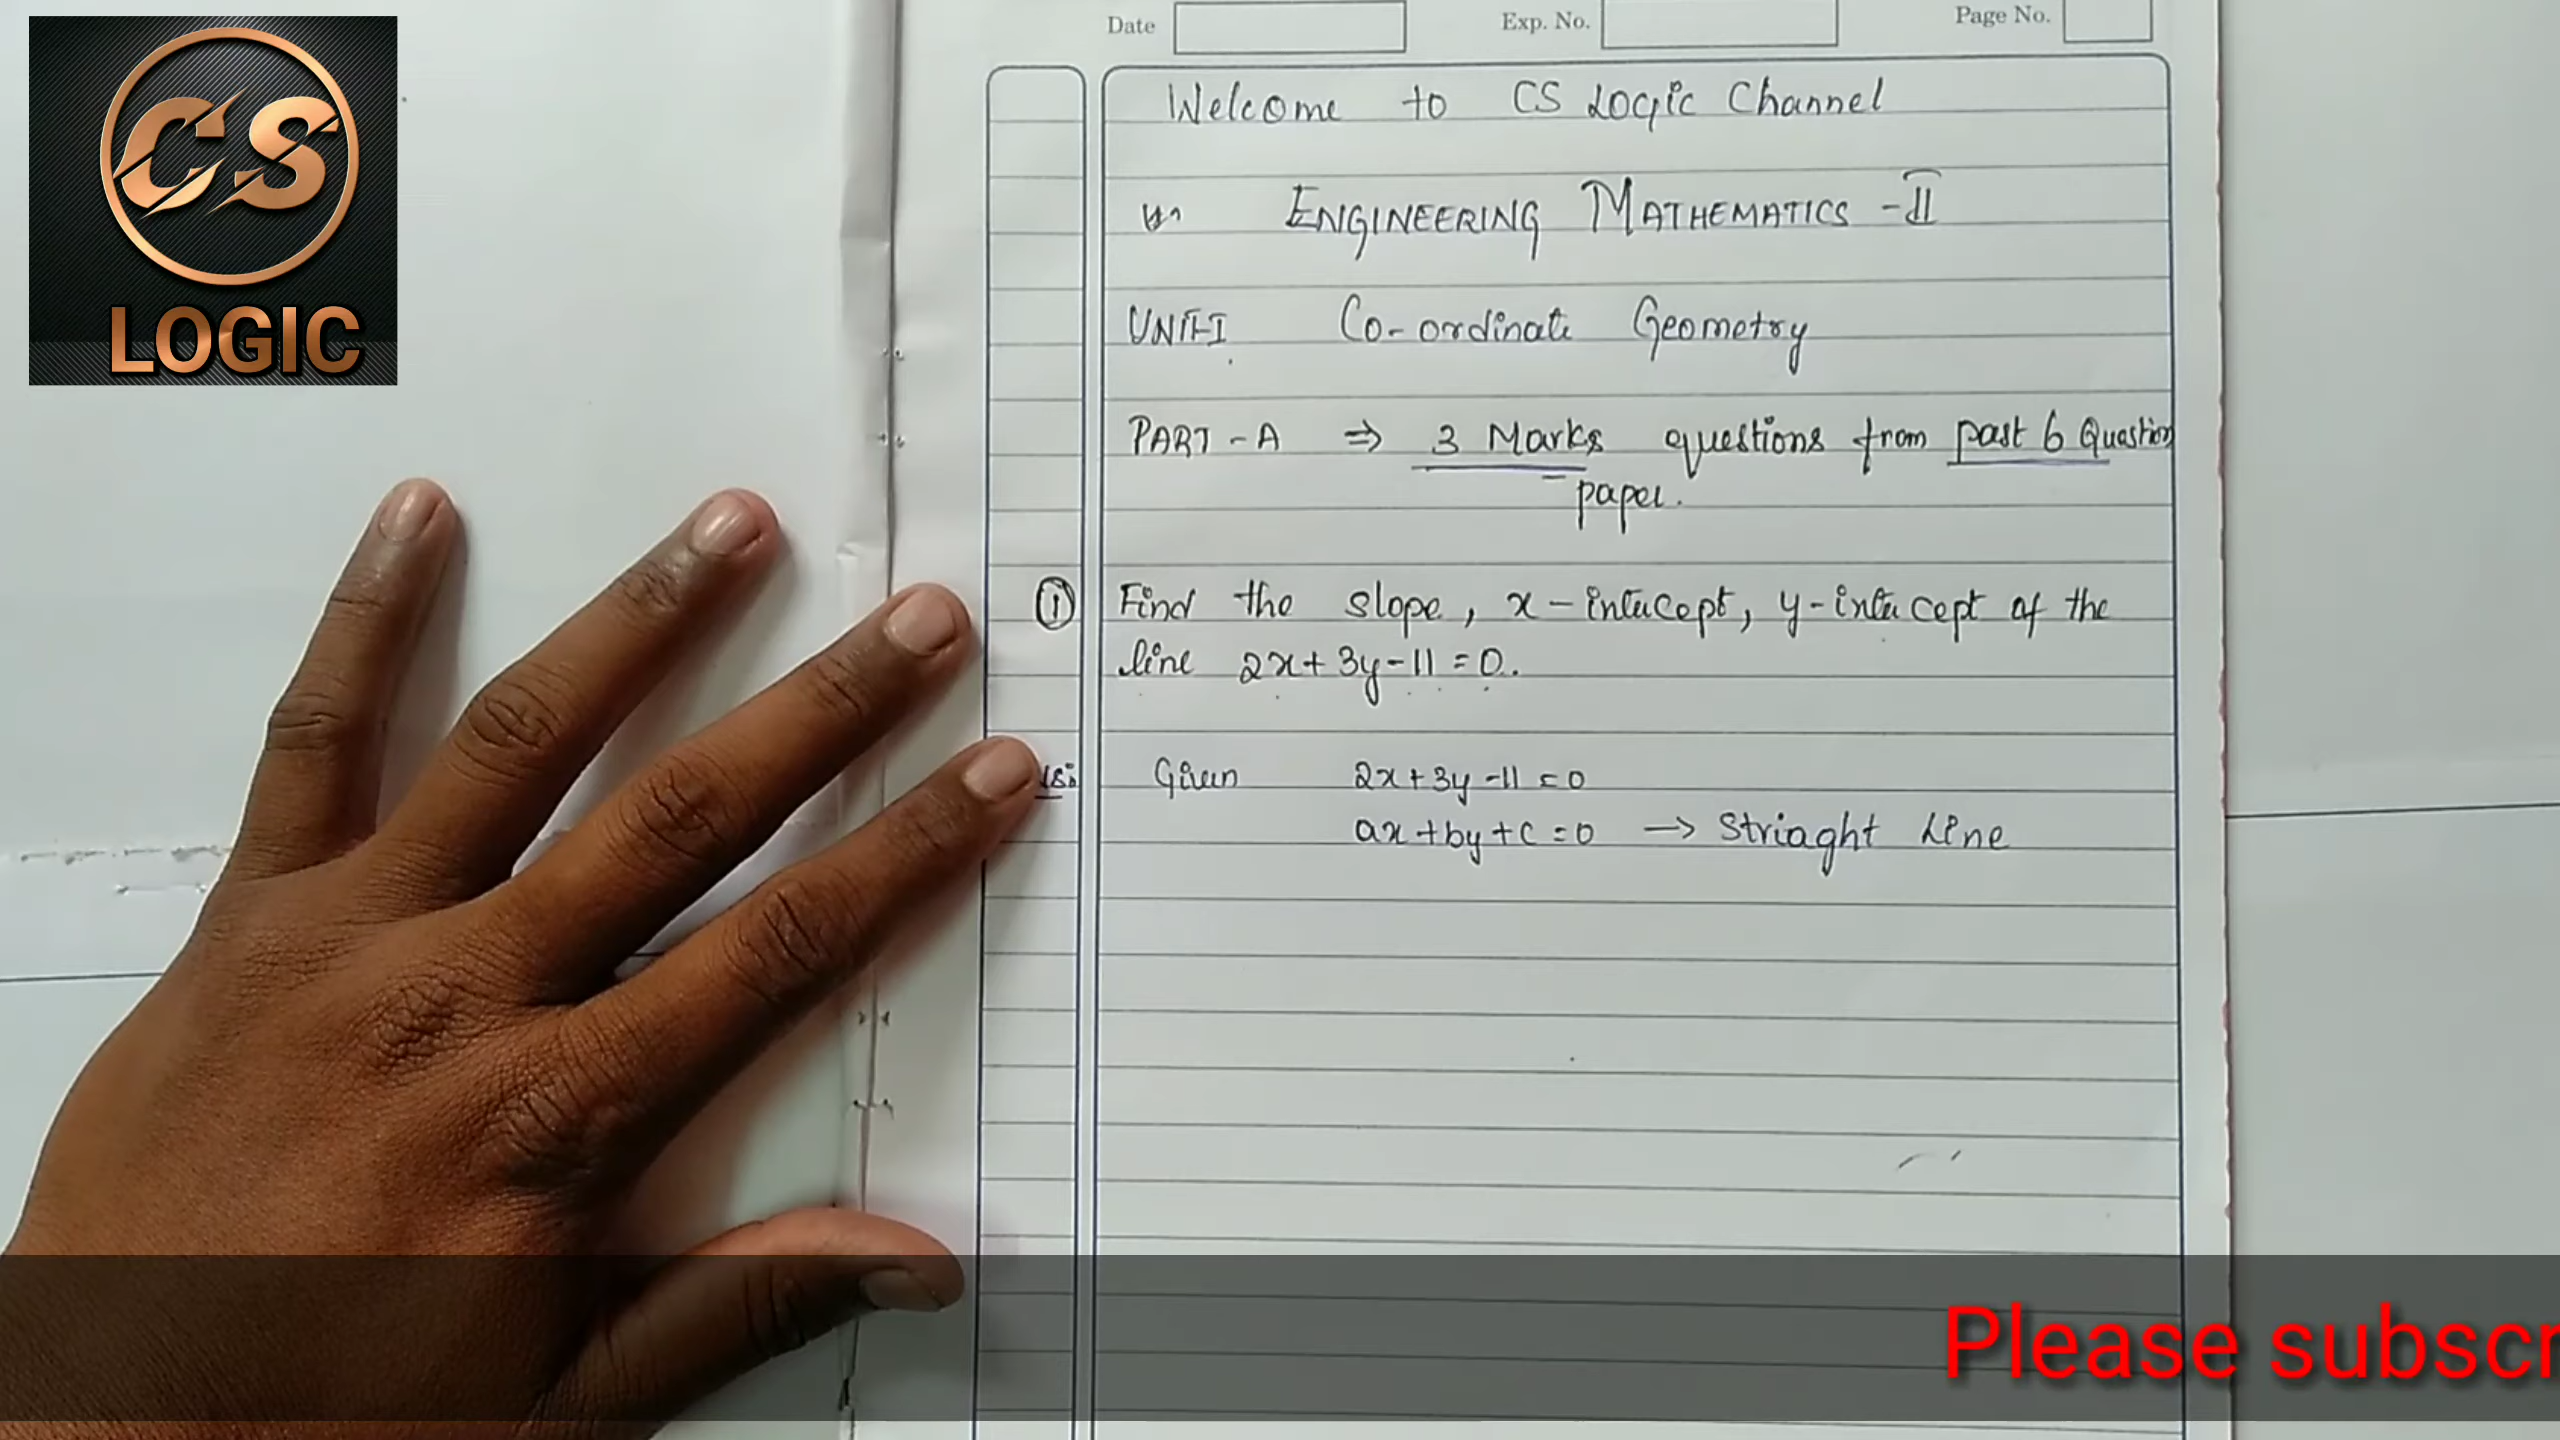 CS
LOGIC
Date
Exp. No.
Page No.
Welcome to CS LOGic Channel
ENGINEERING MATHEMATICS - II
UNIT-I Co-ordinate Geometry
PART - A ⇒ 3 Marks questions from past 6 Question
paper.
① Find the slope, x - intercept, y - intercept of the
line 2x + 3y - 11 = 0.
Given 2x + 3y - 11 = 0
ax + by + c = 0 → Striaght Line
Please subscr